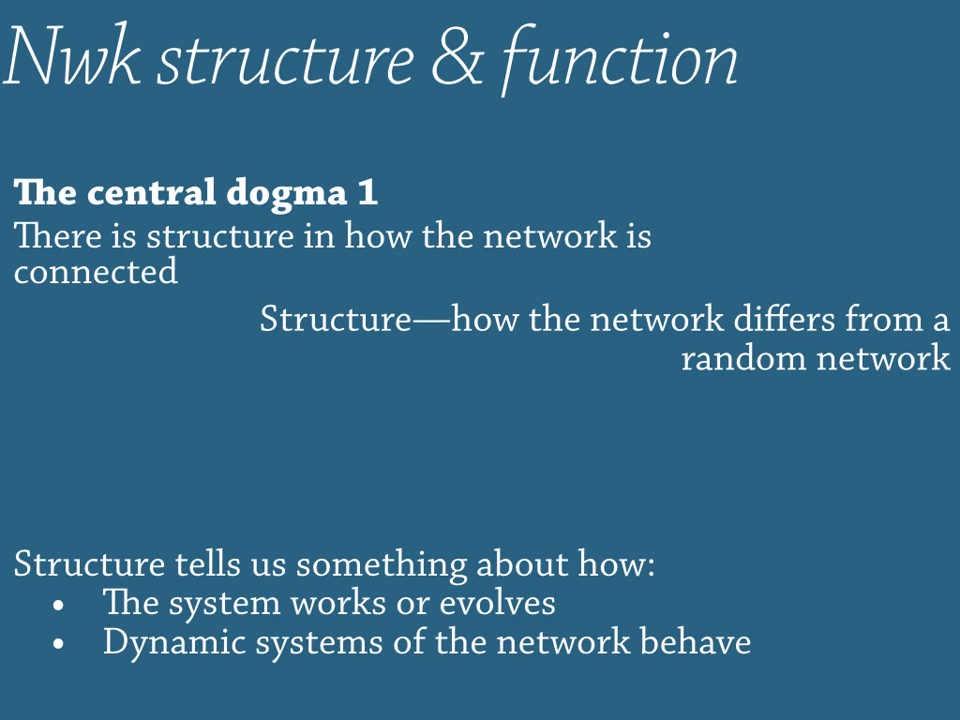 Nwk structure & function
The central dogma 1
There is structure in how the network is
connected
Structure—how the network differs from a
random network
Structure tells us something about how:
• The system works or evolves
• Dynamic systems of the network behave